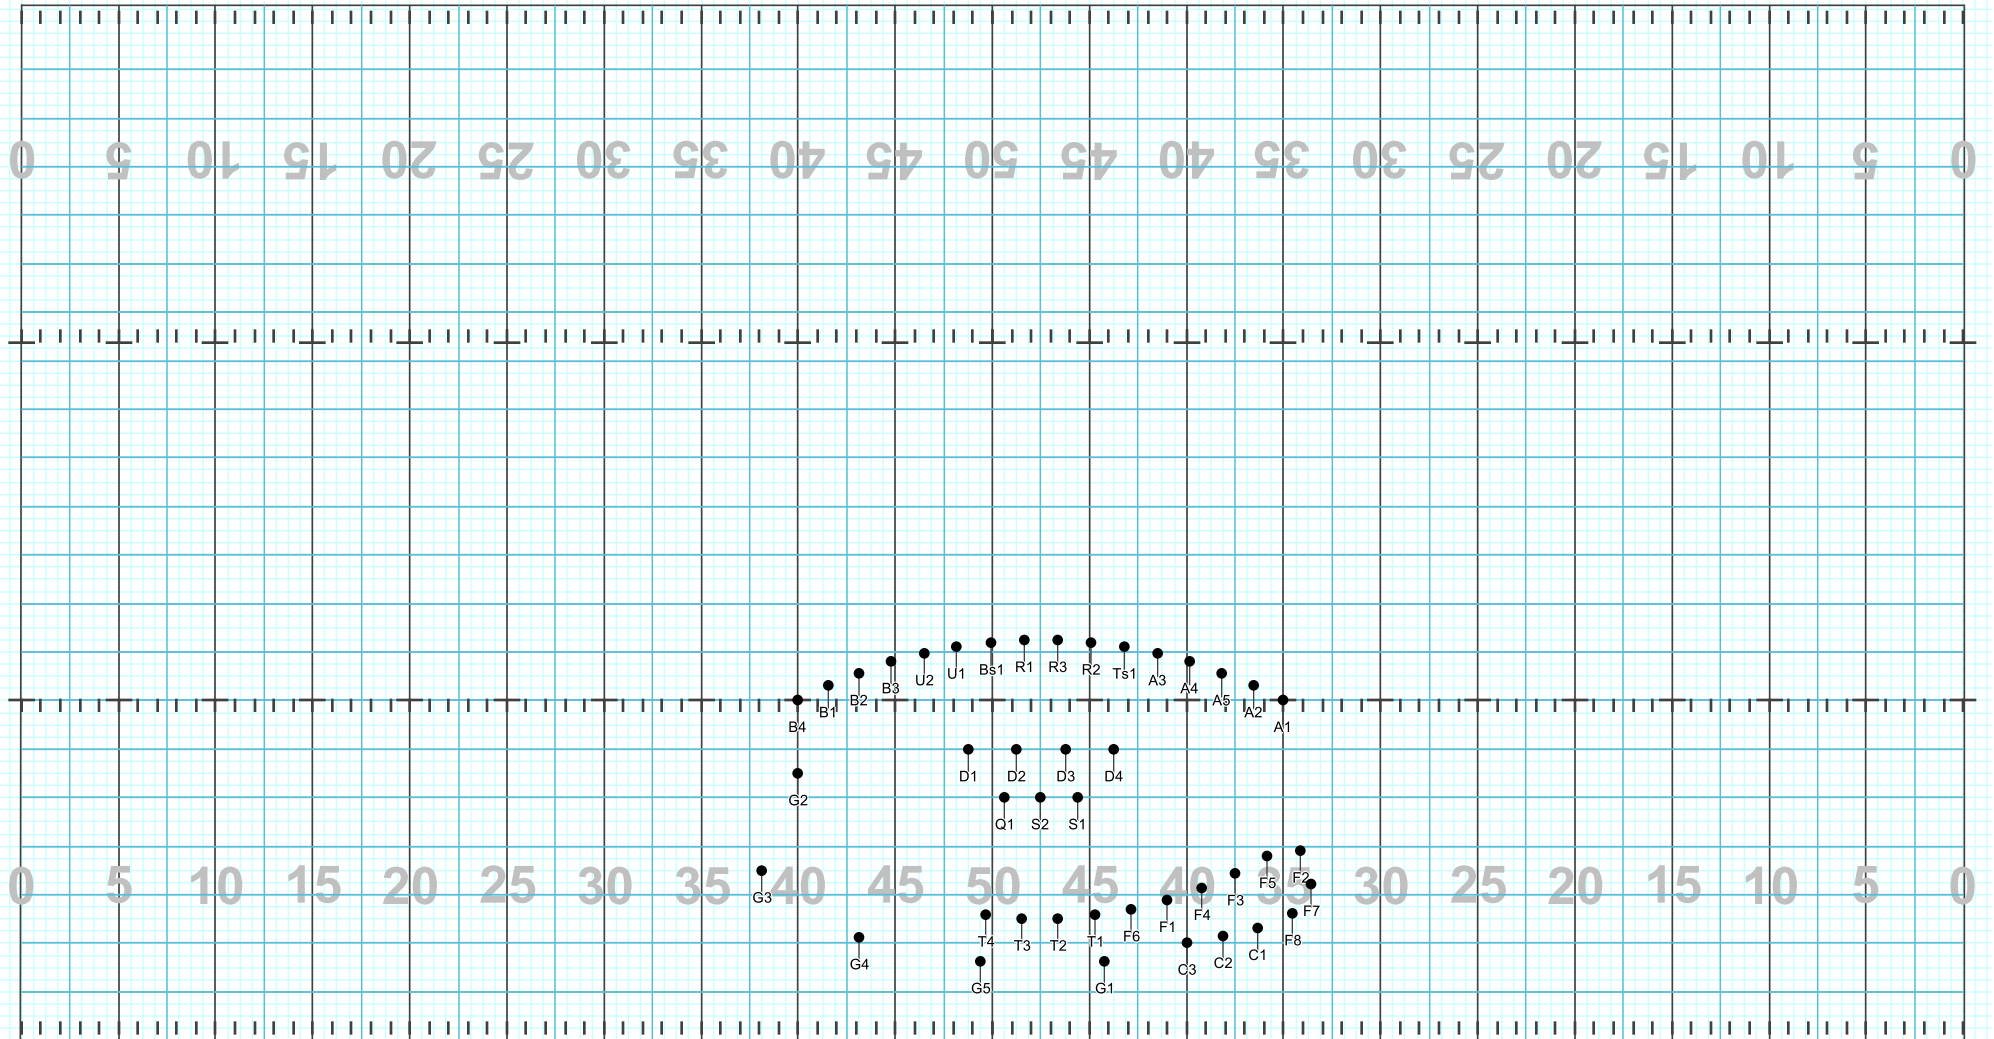 0 5 10 15 20 25 30 35 40 45 50 45 40 35 30 25 20 15 10 5 0
R1 R3
Bs1 R2
U1 Ts1
U2 A3
B3 A4
B2 A5
B1 A2
B4 A1
D1 D2 D3 D4
G2
Q1 S2 S1
F5 F2
0 5 10 15 20 25 30 35 40 45 50 45 40 35 30 25 20 15 10 5 0
G3 F3
F4 F7
F1
T4 T3 T2 T1 F6 F8
C1
G4 C3 C2
G5 G1